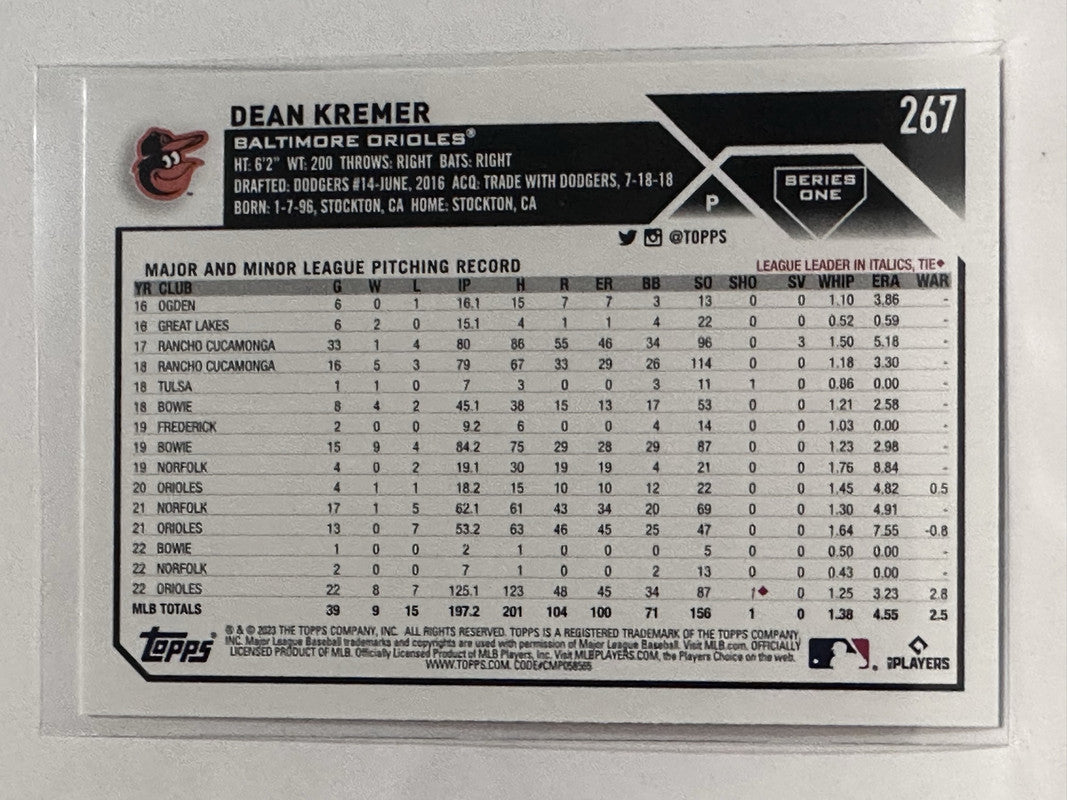 DEAN KREMER
267
BALTIMORE ORIOLES®
HT: 6'2" WT: 200 THROWS: RIGHT BATS: RIGHT
DRAFTED: DODGERS #14-JUNE, 2016 ACQ: TRADE WITH DODGERS, 7-18-18
BORN: 1-7-96, STOCKTON, CA HOME: STOCKTON, CA
P
SERIES
ONE
@TOPPS
MAJOR AND MINOR LEAGUE PITCHING RECORD
LEAGUE LEADER IN ITALICS, TIE◆
YR CLUB G W L IP H R ER BB SO SHO SV WHIP ERA WAR
16 OGDEN 6 0 1 16.1 15 7 7 3 13 0 0 1.10 3.86 -
16 GREAT LAKES 6 2 0 15.1 4 1 1 4 22 0 0 0.52 0.59 -
17 RANCHO CUCAMONGA 33 1 4 80 86 55 46 34 96 0 3 1.50 5.18 -
18 RANCHO CUCAMONGA 16 5 3 79 67 33 29 26 114 0 0 1.18 3.30 -
18 TULSA 1 1 0 7 3 0 0 3 11 1 0 0.86 0.00 -
18 BOWIE 8 4 2 45.1 38 15 13 17 53 0 0 1.21 2.58 -
19 FREDERICK 2 0 0 9.2 6 0 0 4 14 0 0 1.03 0.00 -
19 BOWIE 15 9 4 84.2 75 29 28 29 87 0 0 1.23 2.98 -
19 NORFOLK 4 0 2 19.1 30 19 19 4 21 0 0 1.76 8.84 -
20 ORIOLES 4 1 1 18.2 15 10 10 12 22 0 0 1.45 4.82 0.5
21 NORFOLK 17 1 5 62.1 61 43 34 20 69 0 0 1.30 4.91 -
21 ORIOLES 13 0 7 53.2 63 46 45 25 47 0 0 1.64 7.55 -0.8
22 BOWIE 1 0 0 2 1 0 0 0 5 0 0 0.50 0.00 -
22 NORFOLK 2 0 0 7 1 0 0 2 13 0 0 0.43 0.00 -
22 ORIOLES 22 8 7 125.1 123 48 45 34 87 1◆ 0 1.25 3.23 2.8
MLB TOTALS 39 9 15 197.2 201 104 100 71 156 1 0 1.38 4.55 2.5
Topps®
® & © 2023 THE TOPPS COMPANY, INC. ALL RIGHTS RESERVED. TOPPS IS A REGISTERED TRADEMARK OF THE TOPPS COMPANY,
INC. Major League Baseball trademarks and copyrights are used with permission of Major League Baseball. Visit MLB.com. OFFICIALLY
LICENSED PRODUCT OF MLB. Officially Licensed Product of MLB Players, Inc. Visit MLBPLAYERS.COM, the Players Choice on the web.
WWW.TOPPS.COM. CODE#CMP058565
MLBPLAYERS